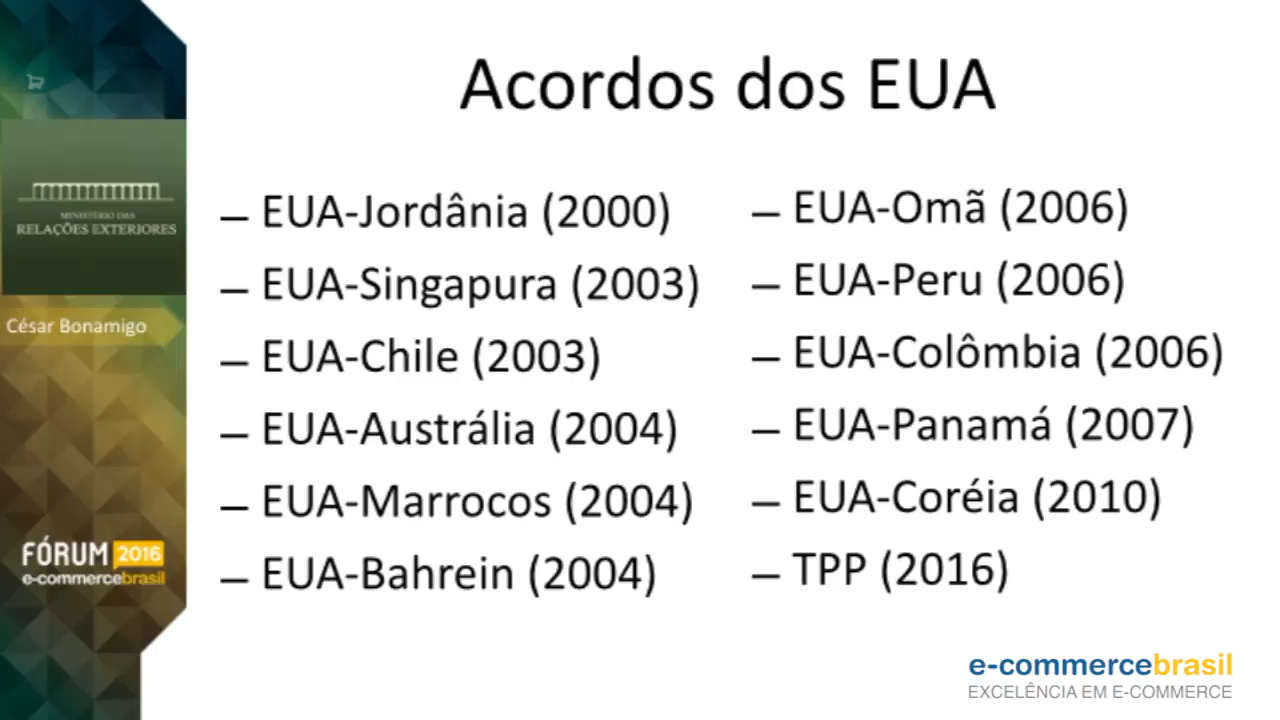 Acordos dos EUA
– EUA-Jordânia (2000)
– EUA-Singapura (2003)
– EUA-Chile (2003)
– EUA-Austrália (2004)
– EUA-Marrocos (2004)
– EUA-Bahrein (2004)
– EUA-Omã (2006)
– EUA-Peru (2006)
– EUA-Colômbia (2006)
– EUA-Panamá (2007)
– EUA-Coréia (2010)
– TPP (2016)
MINISTÉRIO DAS
RELAÇÕES EXTERIORES
César Bonamigo
FÓRUM 2016
e-commercebrasil
e-commercebrasil
EXCELÊNCIA EM E-COMMERCE